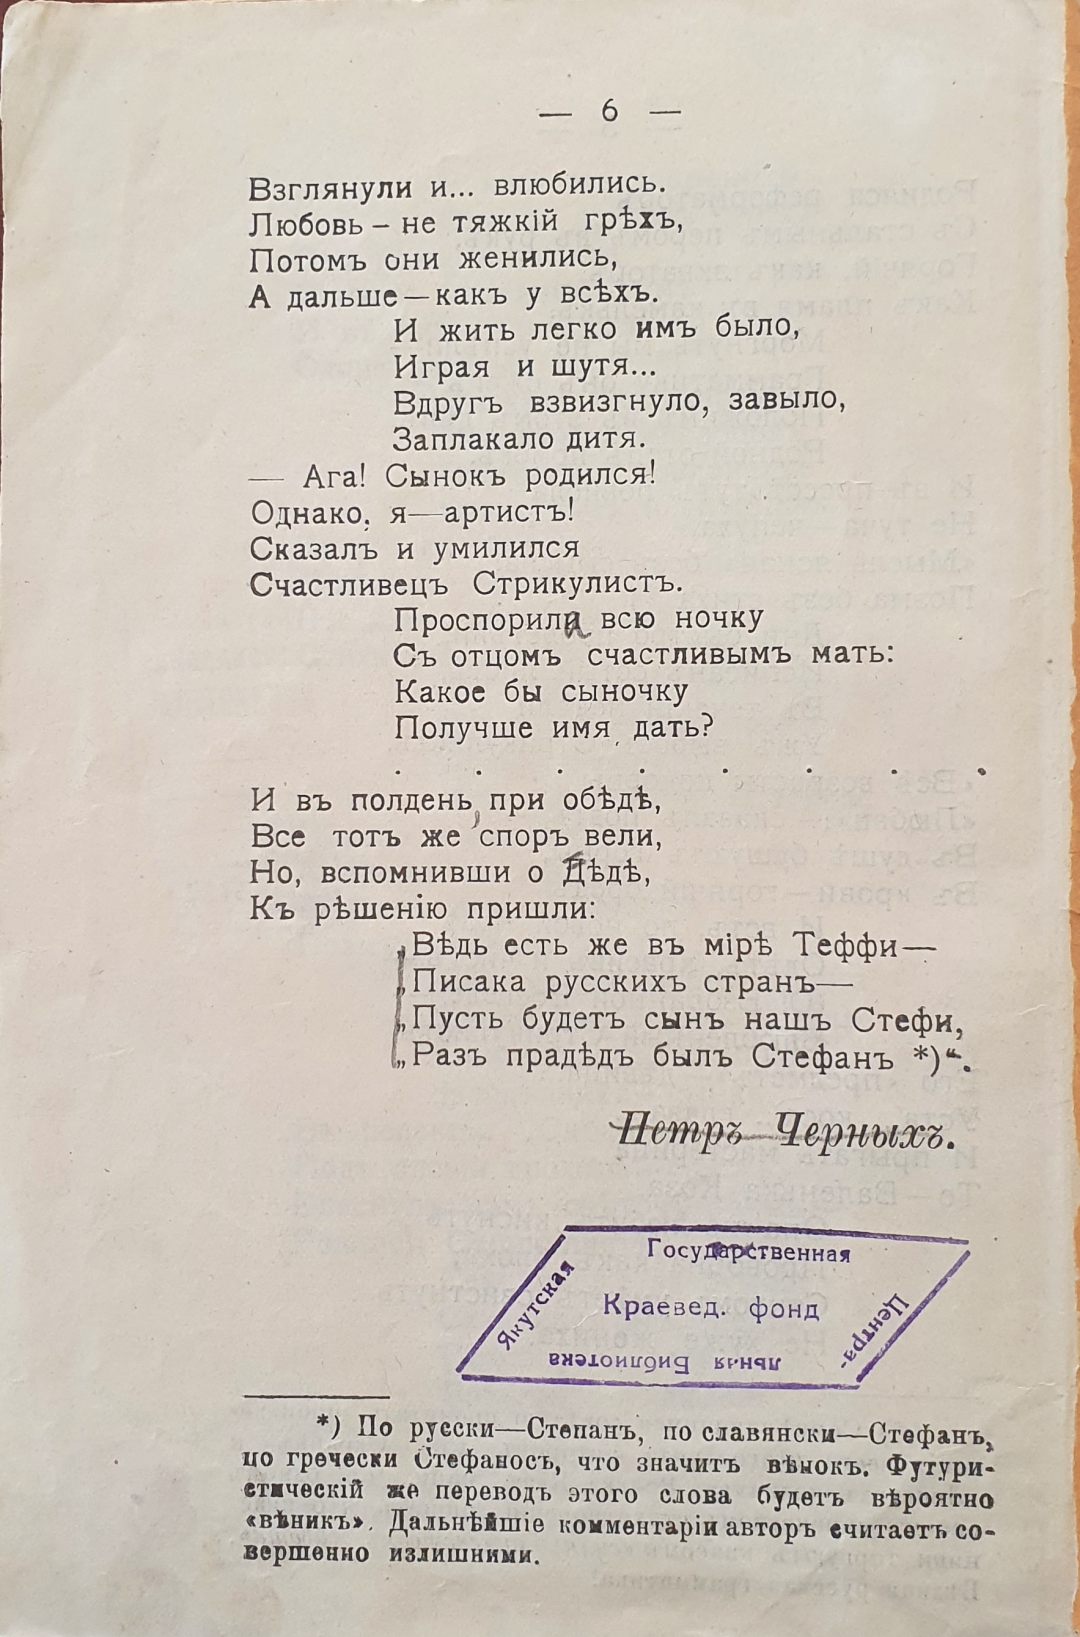 — 6 —
Взглянули и... влюбились.
Любовь – не тяжкій грѣхъ,
Потомъ они женились,
А дальше—какъ у всѣхъ.
И жить легко имъ было,
Играя и шутя...
Вдругъ взвизгнуло, завыло,
Заплакало дитя.
— Ага! Сынокъ родился!
Однако, я—артистъ!
Сказалъ и умилился
Счастливецъ Стрикулистъ.
Проспорила всю ночку
Съ отцомъ счастливымъ мать:
Какое бы сыночку
Получше имя дать?
. . . . . . . .
И въ полдень, при обѣдѣ,
Все тотъ же споръ вели,
Но, вспомнивши о дѣдѣ,
Къ рѣшенію пришли:
„Вѣдь есть же въ мірѣ Теффи—
„Писака русскихъ странъ—
„Пусть будетъ сынъ нашъ Стефи,
„Разъ прадѣдъ былъ Стефанъ *)“.
Петръ Черныхъ.
Государственная
Якутская
Краевед. фонд
Центра-
льная Библиотека
*) По русски—Степанъ, по славянски—Стефанъ,
по гречески Стефаносъ, что значитъ вѣнокъ. Футури-
стическій же переводъ этого слова будетъ вѣроятно
«вѣникъ». Дальнѣйшіе комментаріи авторъ считаетъ со-
вершенно излишними.